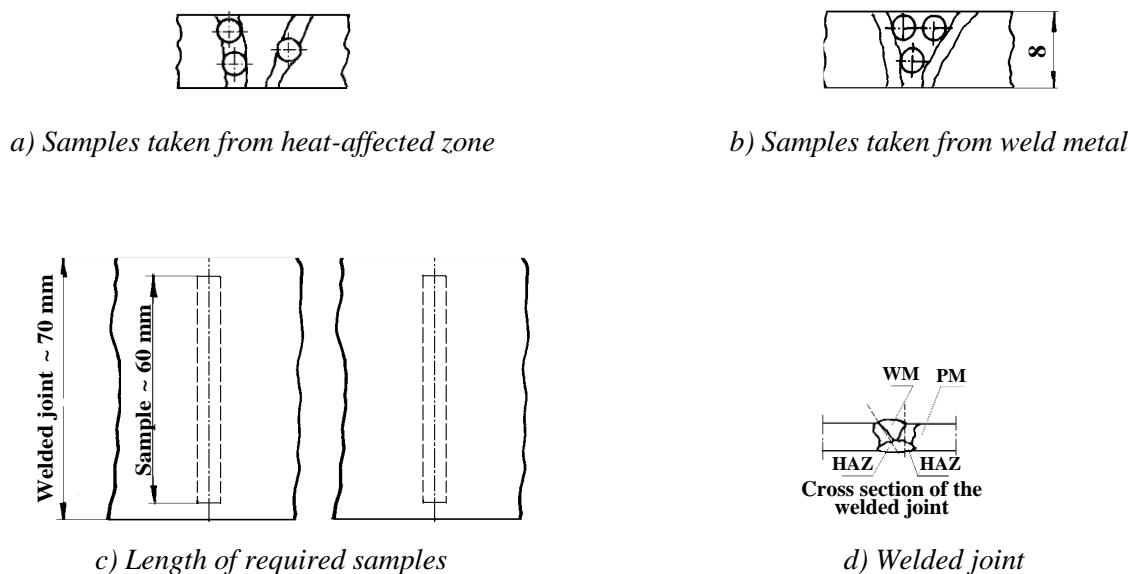 8
a) Samples taken from heat-affected zone
b) Samples taken from weld metal
Welded joint ~ 70 mm
Sample ~ 60 mm
WM
PM
HAZ
HAZ
Cross section of the
welded joint
c) Length of required samples
d) Welded joint